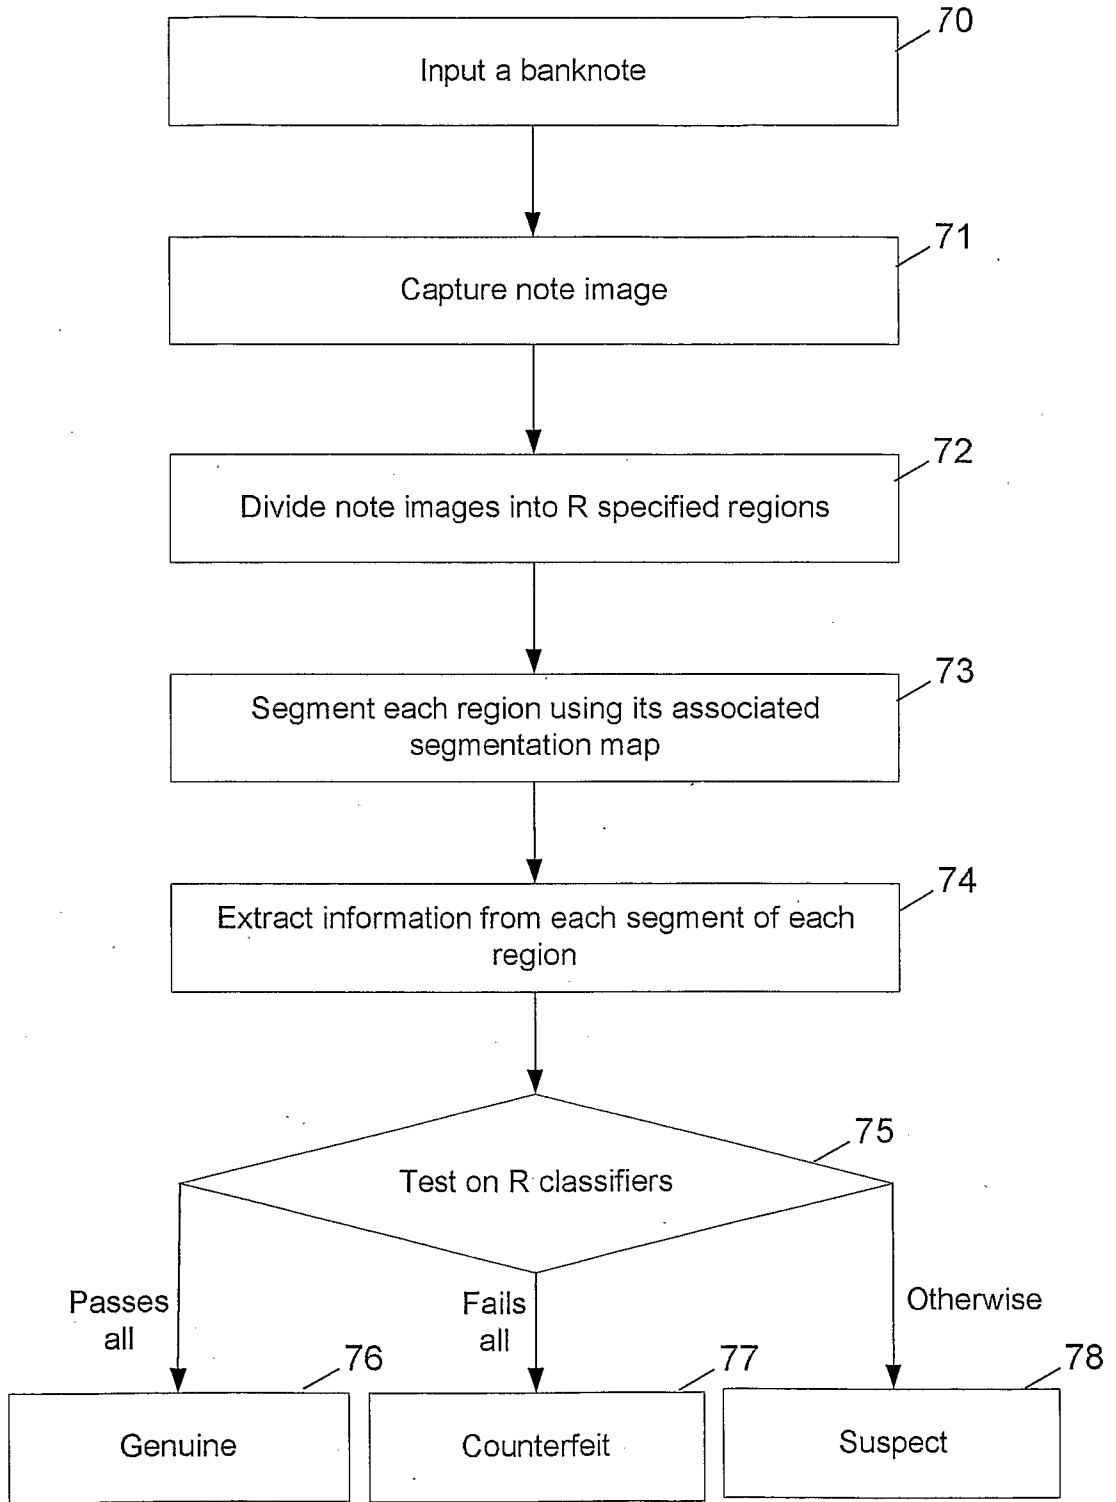 70
Input a banknote
71
Capture note image
72
Divide note images into R specified regions
73
Segment each region using its associated
segmentation map
74
Extract information from each segment of each
region
75
Test on R classifiers
Passes
all
Fails
all
Otherwise
76
77
78
Genuine
Counterfeit
Suspect